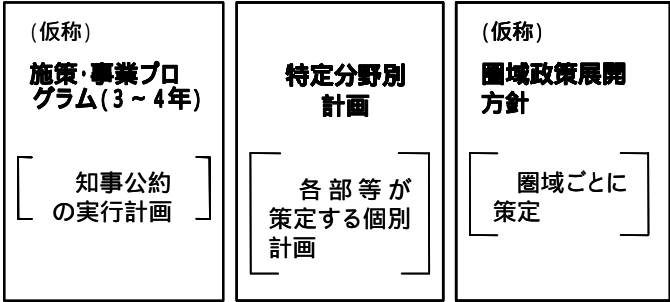 (仮称)
施策・事業プロ
グラム(3~4年)
知事公約
の実行計画
特定分野別
計画
各部等が
策定する個別
計画
(仮称)
圏域政策展開
方針
圏域ごとに
策定